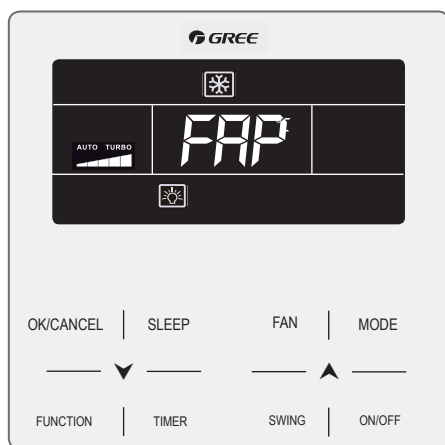 GREE
AUTO TURBO
FAP
OK/CANCEL SLEEP FAN MODE
FUNCTION TIMER SWING ON/OFF